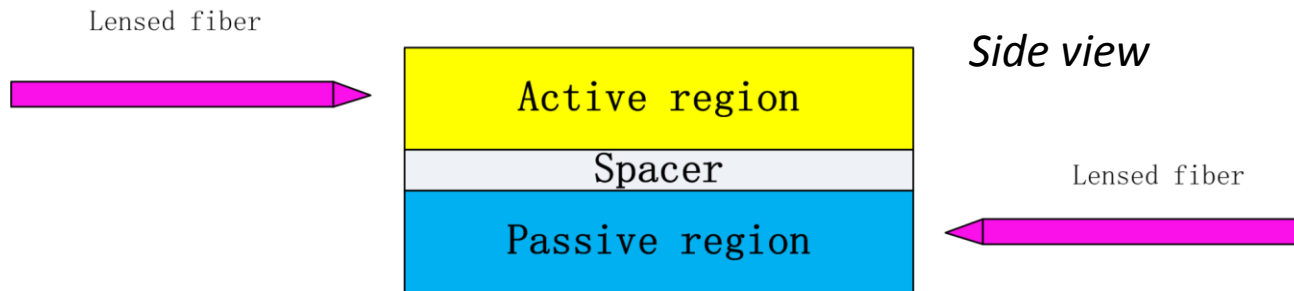 Lensed fiber
Side view
Active region
Spacer
Lensed fiber
Passive region